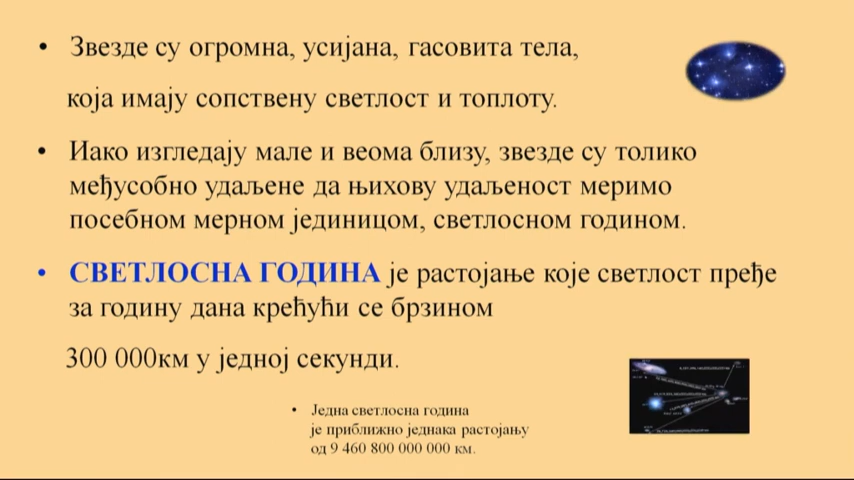 • Звезде су огромна, усијана, гасовита тела,
која имају сопствену светлост и топлоту.
• Иако изгледају мале и веома близу, звезде су толико
међусобно удаљене да њихову удаљеност меримо
посебном мерном јединицом, светлосном годином.
• СВЕТЛОСНА ГОДИНА је растојање које светлост пређе
за годину дана крећући се брзином
300 000км у једној секунди.
• Једна светлосна година
је приближно једнака растојању
од 9 460 800 000 000 км.